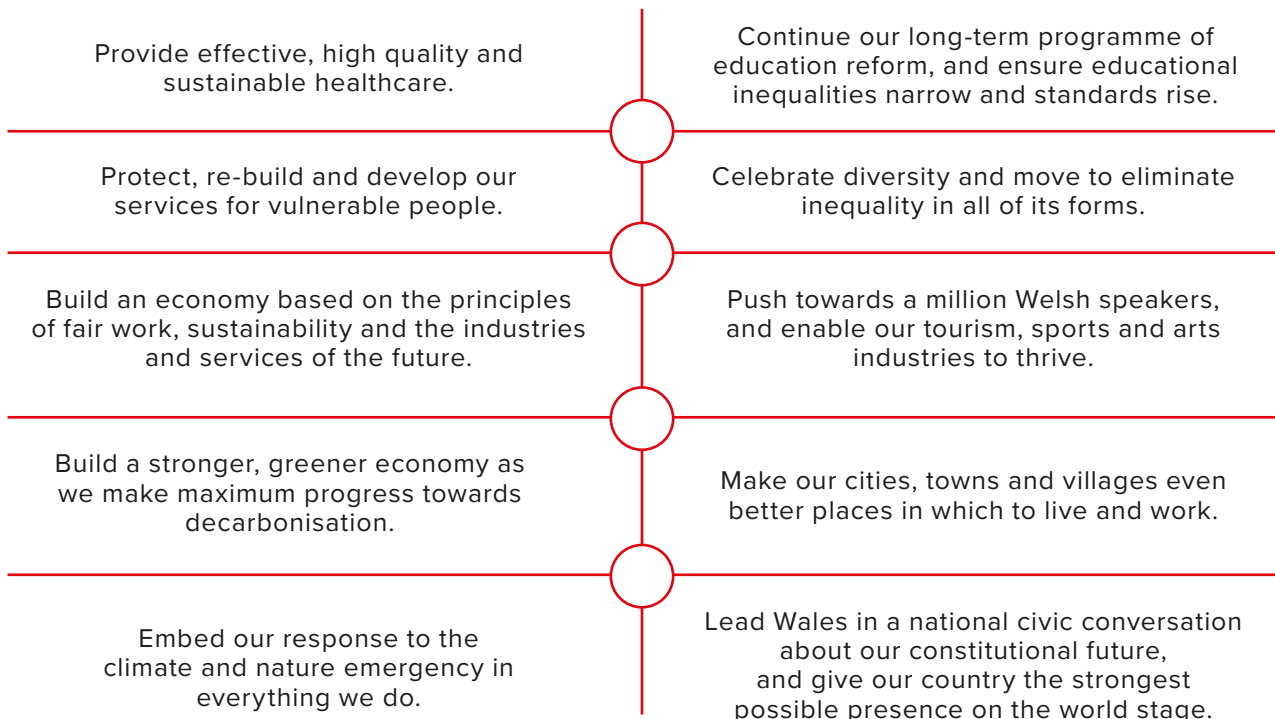 Provide effective, high quality and
sustainable healthcare.
Continue our long-term programme of
education reform, and ensure educational
inequalities narrow and standards rise.
Protect, re-build and develop our
services for vulnerable people.
Celebrate diversity and move to eliminate
inequality in all of its forms.
Build an economy based on the principles
of fair work, sustainability and the industries
and services of the future.
Push towards a million Welsh speakers,
and enable our tourism, sports and arts
industries to thrive.
Build a stronger, greener economy as
we make maximum progress towards
decarbonisation.
Make our cities, towns and villages even
better places in which to live and work.
Embed our response to the
climate and nature emergency in
everything we do.
Lead Wales in a national civic conversation
about our constitutional future,
and give our country the strongest
possible presence on the world stage.